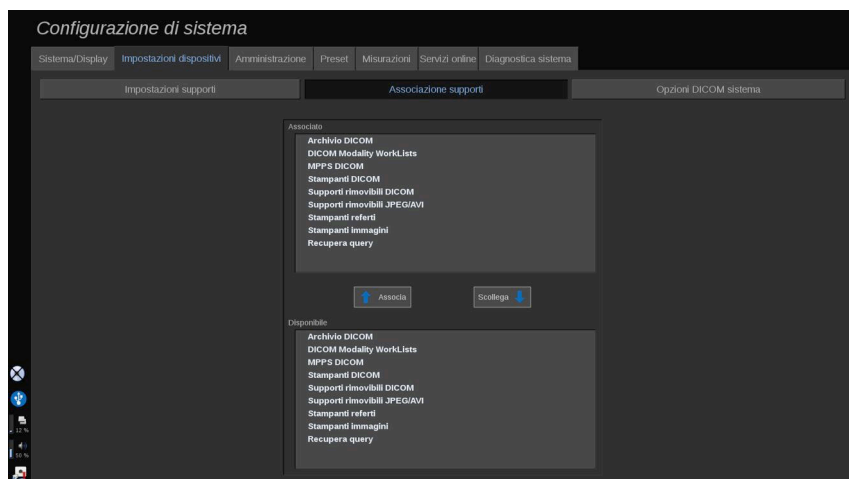 Configurazione di sistema
Sistema/Display Impostazioni dispositivi Amministrazione Preset Misurazioni Servizi online Diagnostica sistema
Impostazioni supporti Associazione supporti Opzioni DICOM sistema
Associato
Archivio DICOM
DICOM Modality WorkLists
MPPS DICOM
Stampanti DICOM
Supporti rimovibili DICOM
Supporti rimovibili JPEG/AVI
Stampanti referti
Stampanti immagini
Recupera query
Associa Scollega
Disponibile
Archivio DICOM
DICOM Modality WorkLists
MPPS DICOM
Stampanti DICOM
Supporti rimovibili DICOM
Supporti rimovibili JPEG/AVI
Stampanti referti
Stampanti immagini
Recupera query
12 %
50 %